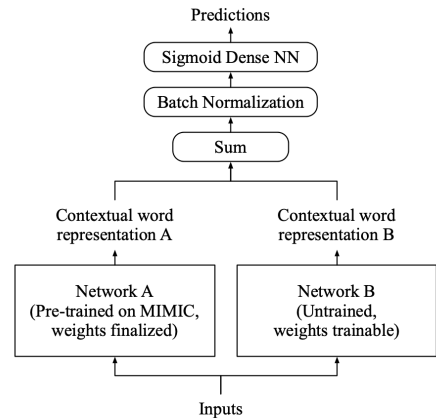 Predictions
Sigmoid Dense NN
Batch Normalization
Sum
Contextual word
representation A
Contextual word
representation B
Network A
(Pre-trained on MIMIC,
weights finalized)
Network B
(Untrained,
weights trainable)
Inputs